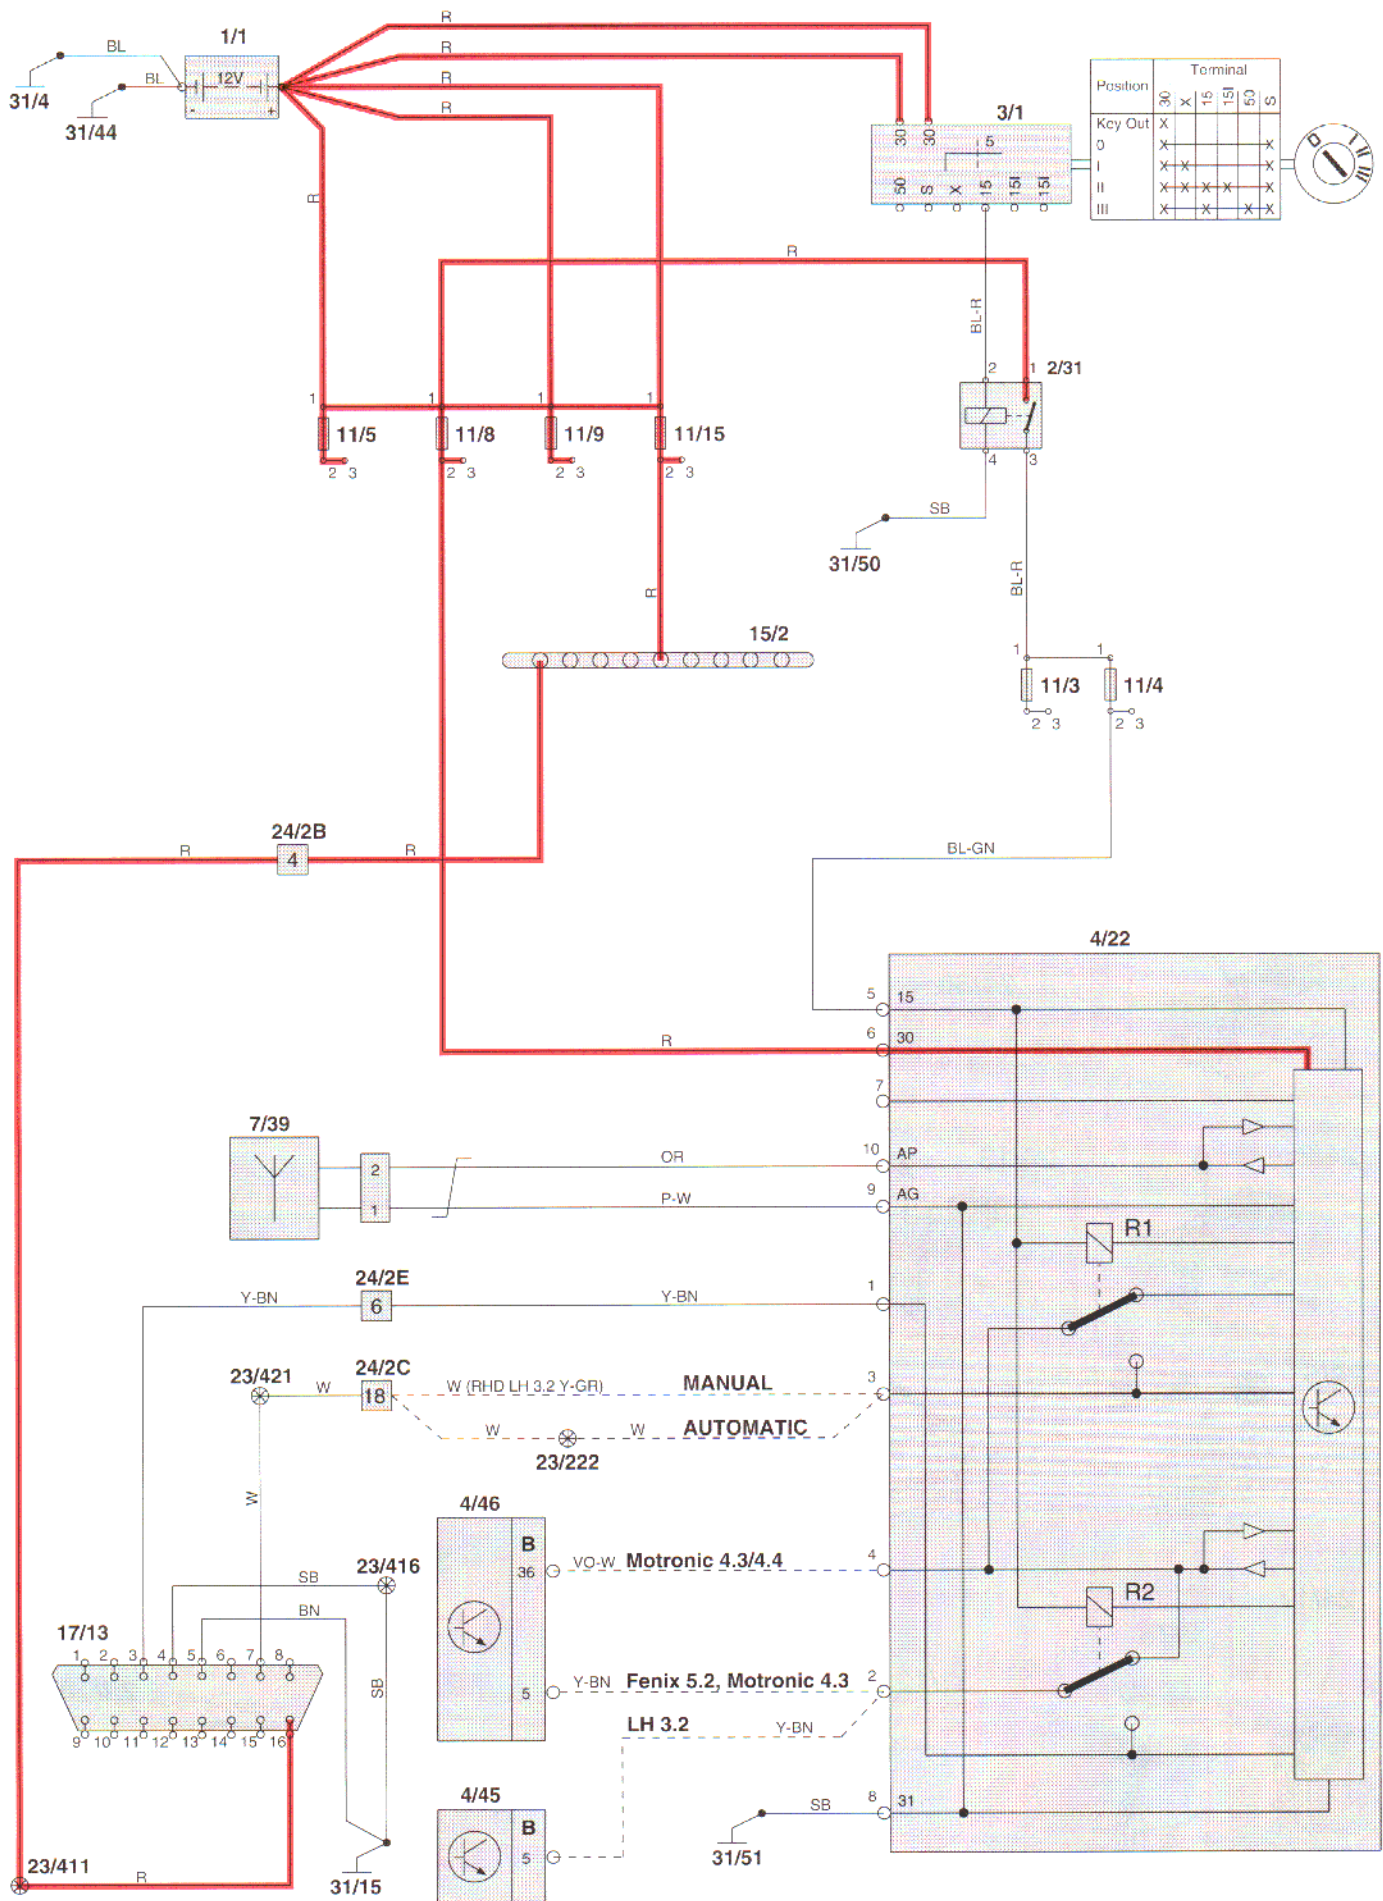 R
BL
1/1
R
BL
12V
R
- +
R
31/4
31/44
3/1
30 30
5
50 S X 15 15I 15I
Position Terminal
30 X 15 15I 50 S
Key Out X
0 X X
I X X X
II X X X X X
III X X X X
0 I II III
R
R
BL-R
2 1 2/31
4 3
1 1 1 1
11/5 11/8 11/9 11/15
2 3 2 3 2 3 2 3
SB
31/50
BL-R
R
15/2
1 1
11/3 11/4
2 3 2 3
24/2B
R 4 R
BL-GN
4/22
5 15
R 6 30
7
7/39
2 OR 10 AP
1 P-W 9 AG
R1
24/2E
Y-BN 6 Y-BN 1
24/2C
23/421 W 18 W (RHD LH 3.2 Y-GR) MANUAL 3
W W AUTOMATIC
23/222
W
4/46
B
36 VO-W Motronic 4.3/4.4 4
23/416
SB
R2
BN
17/13
1 2 3 4 5 6 7 8
SB
5 Y-BN Fenix 5.2, Motronic 4.3 2
LH 3.2 Y-BN
9 10 11 12 13 14 15 16
4/45
B
5
SB 8 31
31/51
23/411
R
31/15